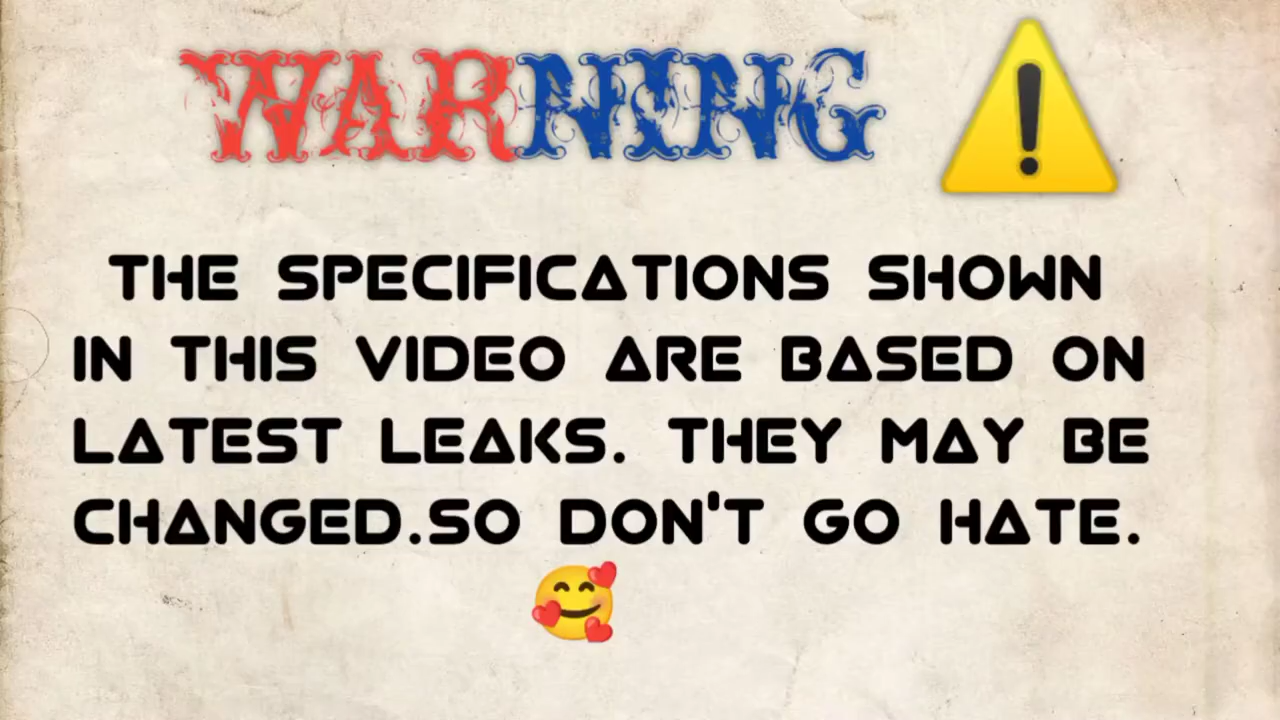 WARNING ⚠️
THE SPECIFICATIONS SHOWN
IN THIS VIDEO ARE BASED ON
LATEST LEAKS. THEY MAY BE
CHANGED.SO DON'T GO HATE.
🥰